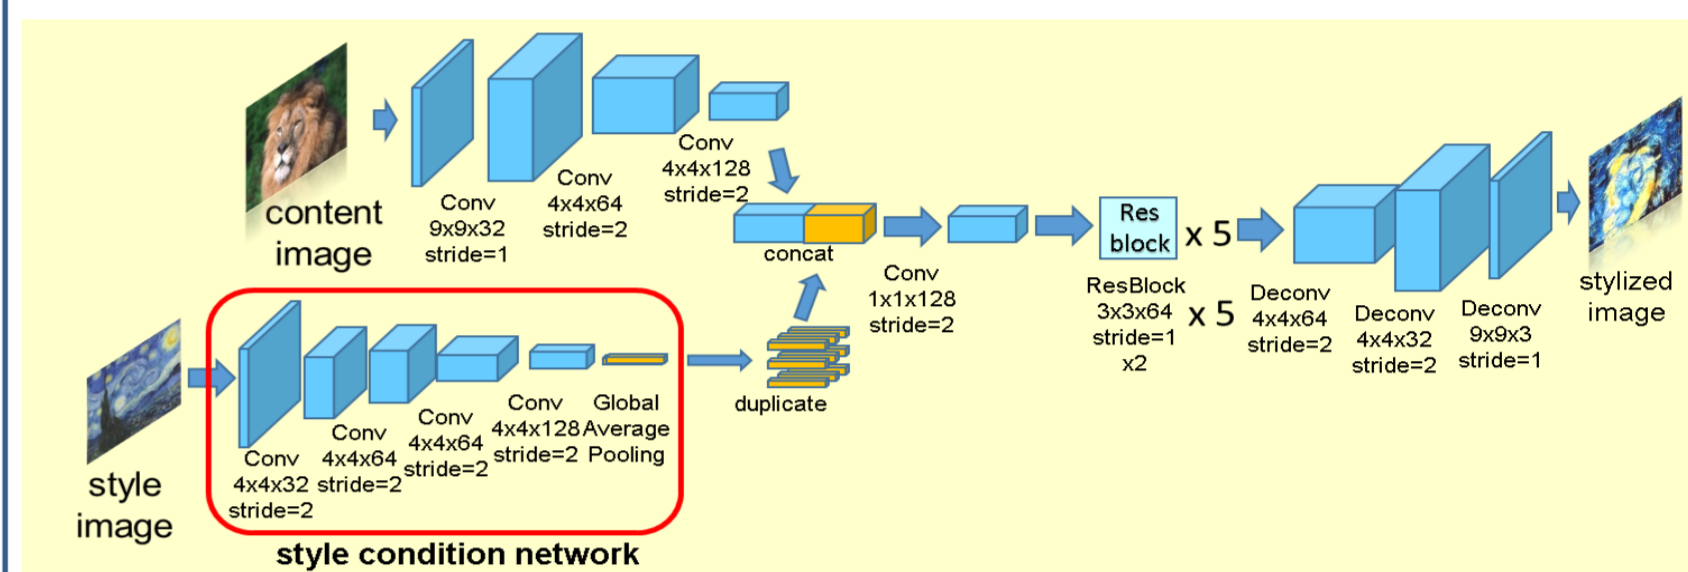 content
image
Conv
9x9x32
stride=1
Conv
4x4x64
stride=2
Conv
4x4x128
stride=2
concat
Conv
1x1x128
stride=2
Res
block
x 5
ResBlock
3x3x64
stride=1
x2
x 5
Deconv
4x4x64
stride=2
Deconv
4x4x32
stride=2
Deconv
9x9x3
stride=1
stylized
image
style
image
Conv
4x4x32
stride=2
Conv
4x4x64
stride=2
Conv
4x4x64
stride=2
Conv
4x4x128
stride=2
Global
Average
Pooling
duplicate
style condition network